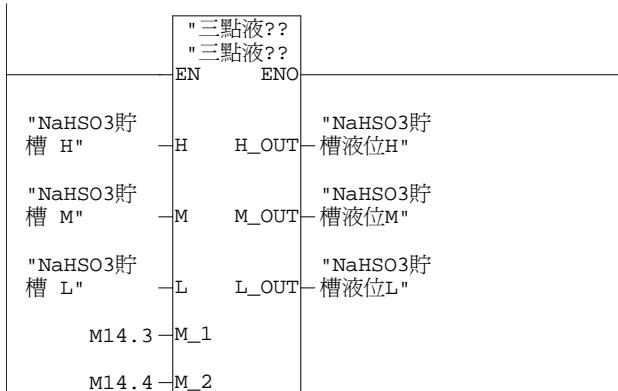 "三點液??
"三點液??
EN ENO
"NaHSO3貯
槽 H"
H H_OUT
"NaHSO3貯
槽液位H"
"NaHSO3貯
槽 M"
M M_OUT
"NaHSO3貯
槽液位M"
"NaHSO3貯
槽 L"
L L_OUT
"NaHSO3貯
槽液位L"
M14.3 M_1
M14.4 M_2